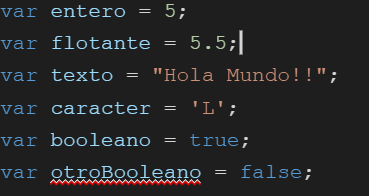 var entero = 5;
var flotante = 5.5;
var texto = "Hola Mundo!!";
var caracter = 'L';
var booleano = true;
var otroBooleano = false;